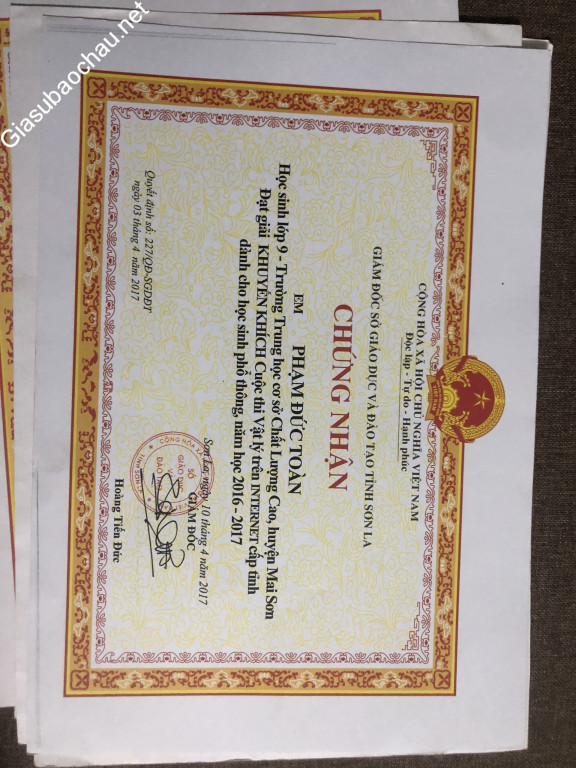 Giasubaochau.net
CỘNG HÒA XÃ HỘI CHỦ NGHĨA VIỆT NAM
Độc lập - Tự do - Hạnh phúc
GIÁM ĐỐC SỞ GIÁO DỤC VÀ ĐÀO TẠO TỈNH SƠN LA
CHỨNG NHẬN
EM PHẠM ĐỨC TOÀN
Học sinh lớp 9 - Trường Trung học cơ sở Chất Lượng Cao, huyện Mai Sơn
Đạt giải KHUYẾN KHÍCH Cuộc thi Vật lý trên INTERNET cấp tỉnh
dành cho học sinh phổ thông, năm học 2016 - 2017
Quyết định số: 227/QĐ-SGDĐT
ngày 03 tháng 4 năm 2017
Sơn La, ngày 10 tháng 4 năm 2017
GIÁM ĐỐC
SỞ
GIÁO DỤC
VÀ
ĐÀO
Hoàng Tiến Đức